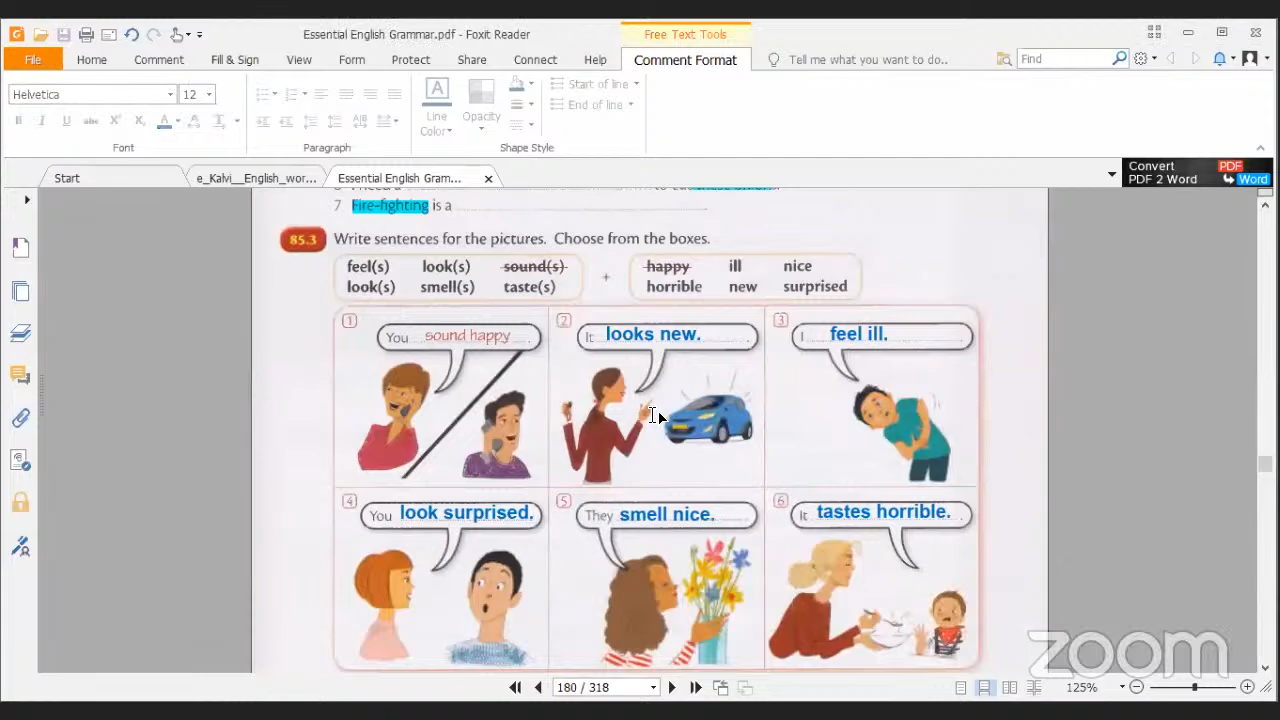 Essential English Grammar.pdf - Foxit Reader
Free Text Tools
File Home Comment Fill & Sign View Form Protect Share Connect Help Comment Format Tell me what you want to do.. Find
Helvetica 12
Line Color
Opacity
Start of line
End of line
Font Paragraph Shape Style
Start e_Kalvi__English_wor... Essential English Gram...
Convert PDF
PDF 2 Word Word
7 Fire-fighting is a
85.3 Write sentences for the pictures. Choose from the boxes.
feel(s) look(s) sound(s) + happy ill nice
look(s) smell(s) taste(s) horrible new surprised
1 You sound happy .
2 It looks new. .
3 I feel ill.
4 You look surprised.
5 They smell nice.
6 It tastes horrible. .
zoom
180 / 318
125%